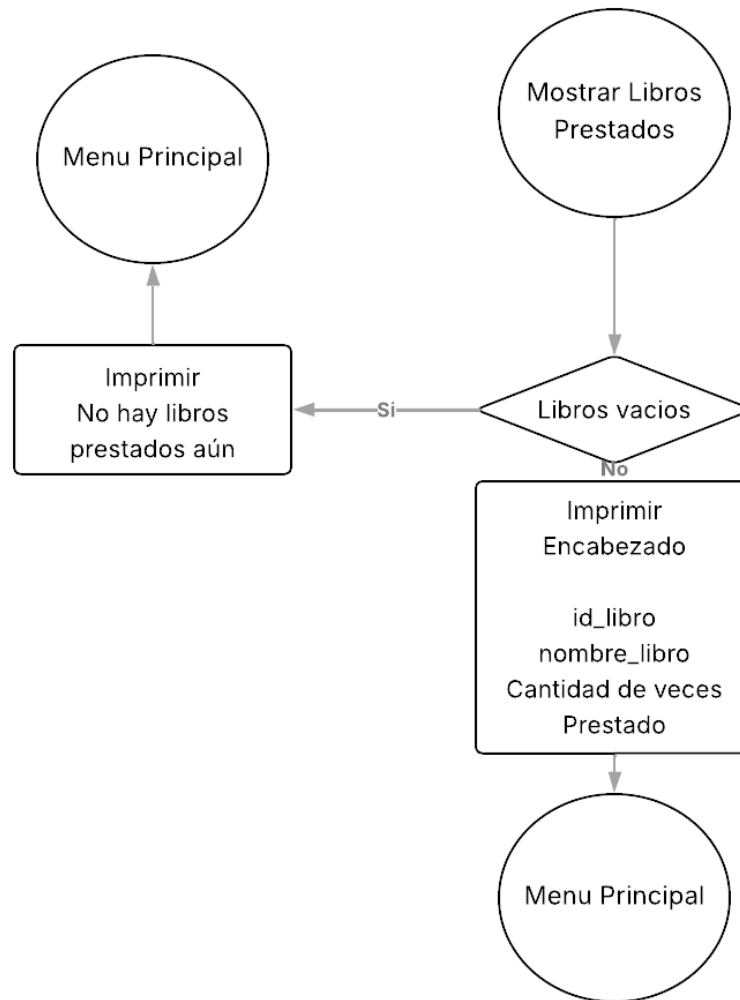 Mostrar Libros
Prestados
Menu Principal
Libros vacios
Si
Imprimir
No hay libros
prestados aún
No
Imprimir
Encabezado
id_libro
nombre_libro
Cantidad de veces
Prestado
Menu Principal